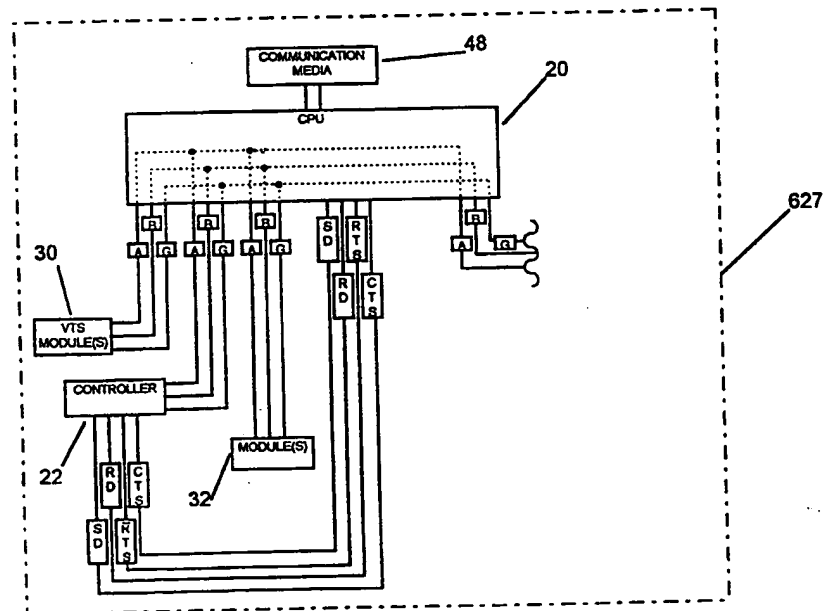 COMMUNICATION
MEDIA
48
20
CPU
627
B B B
A G A G A G
SD
RTS
RD
CTS
B
A
G
30
VTS
MODULE(S)
CONTROLLER
22
MODULE(S)
32
RD
CTS
SD
RTS